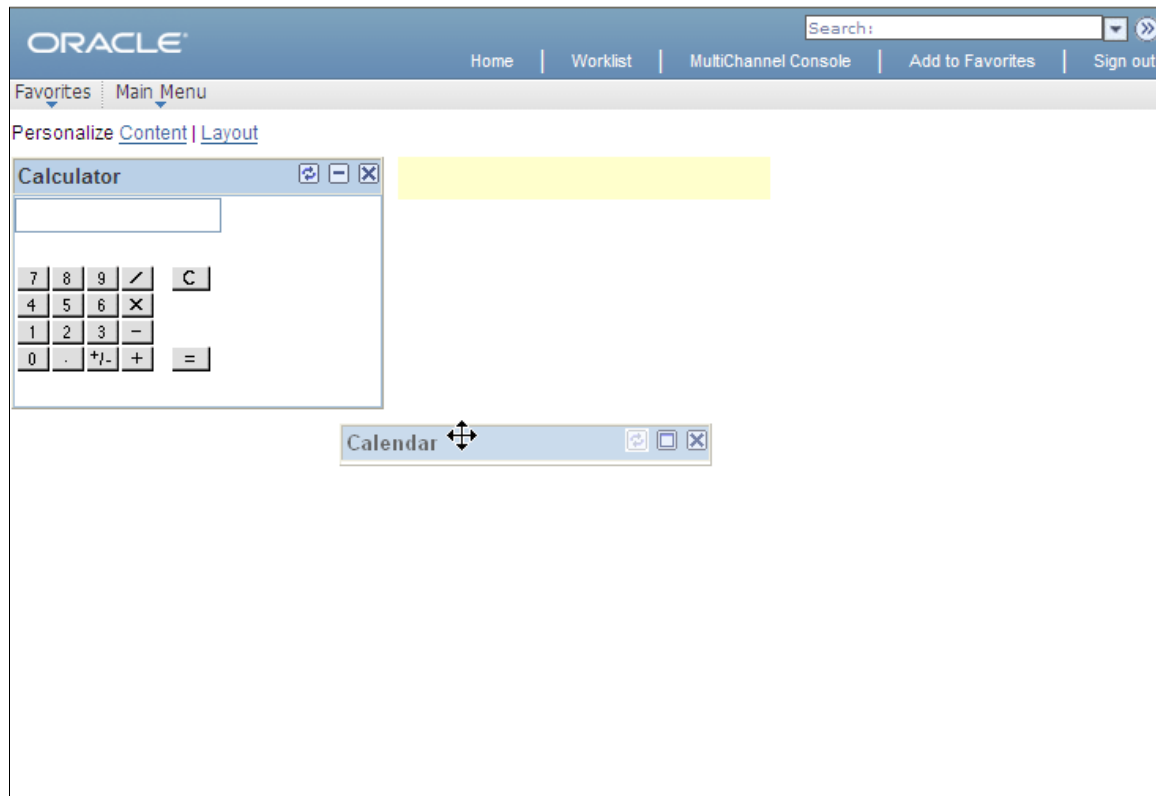 Search:
ORACLE
Home | Worklist | MultiChannel Console | Add to Favorites | Sign out
Favorites Main Menu
Personalize Content | Layout
Calculator
7 8 9 / C
4 5 6 X
1 2 3 -
0 . +/- + =
Calendar